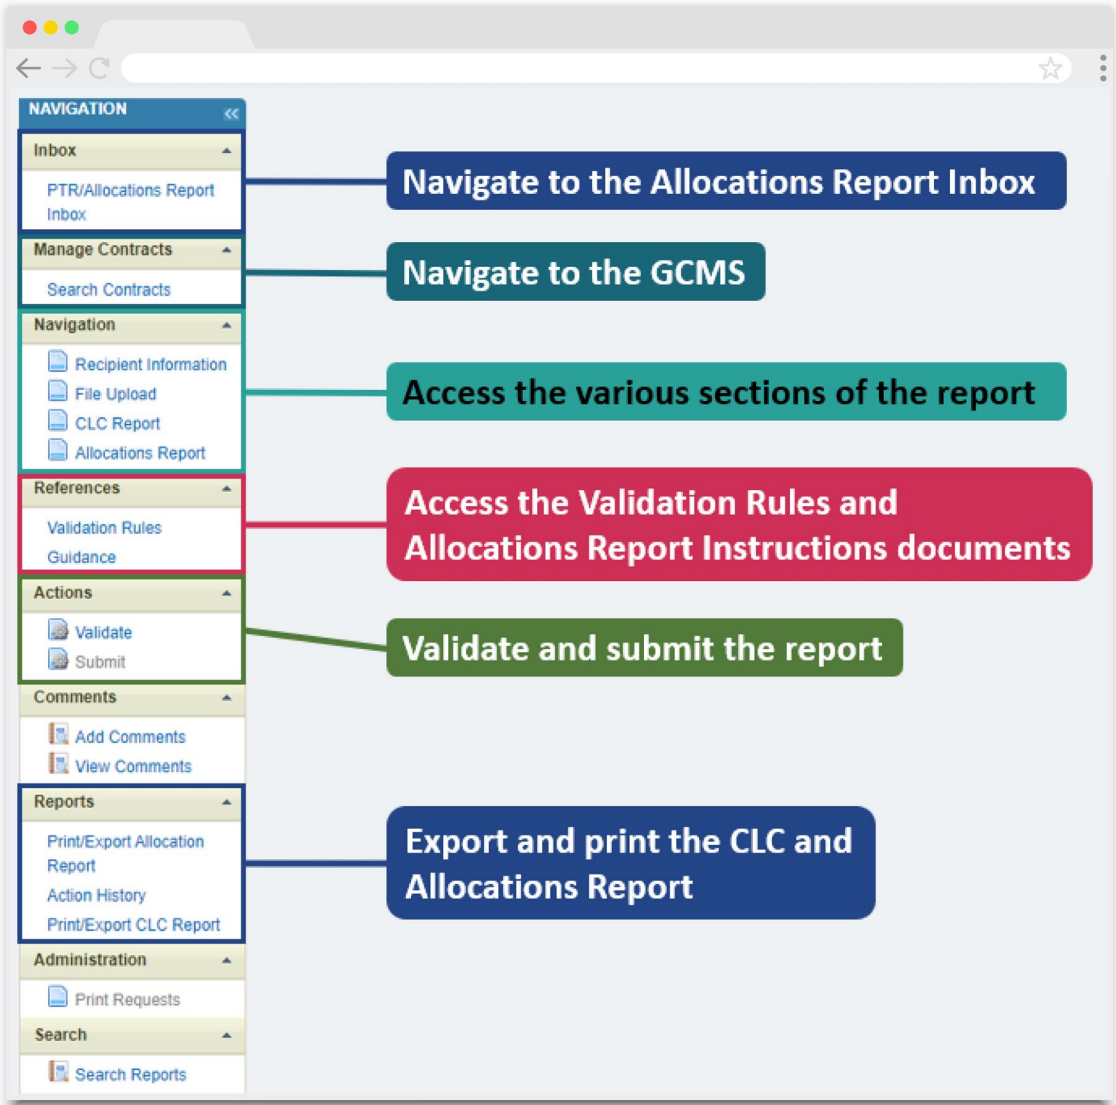 NAVIGATION
Inbox
PTR/Allocations Report
Inbox
Navigate to the Allocations Report Inbox
Manage Contracts
Search Contracts
Navigate to the GCMS
Navigation
Recipient Information
File Upload
CLC Report
Allocations Report
Access the various sections of the report
References
Validation Rules
Guidance
Access the Validation Rules and
Allocations Report Instructions documents
Actions
Validate
Submit
Validate and submit the report
Comments
Add Comments
View Comments
Reports
Print/Export Allocation
Report
Action History
Print/Export CLC Report
Export and print the CLC and
Allocations Report
Administration
Print Requests
Search
Search Reports